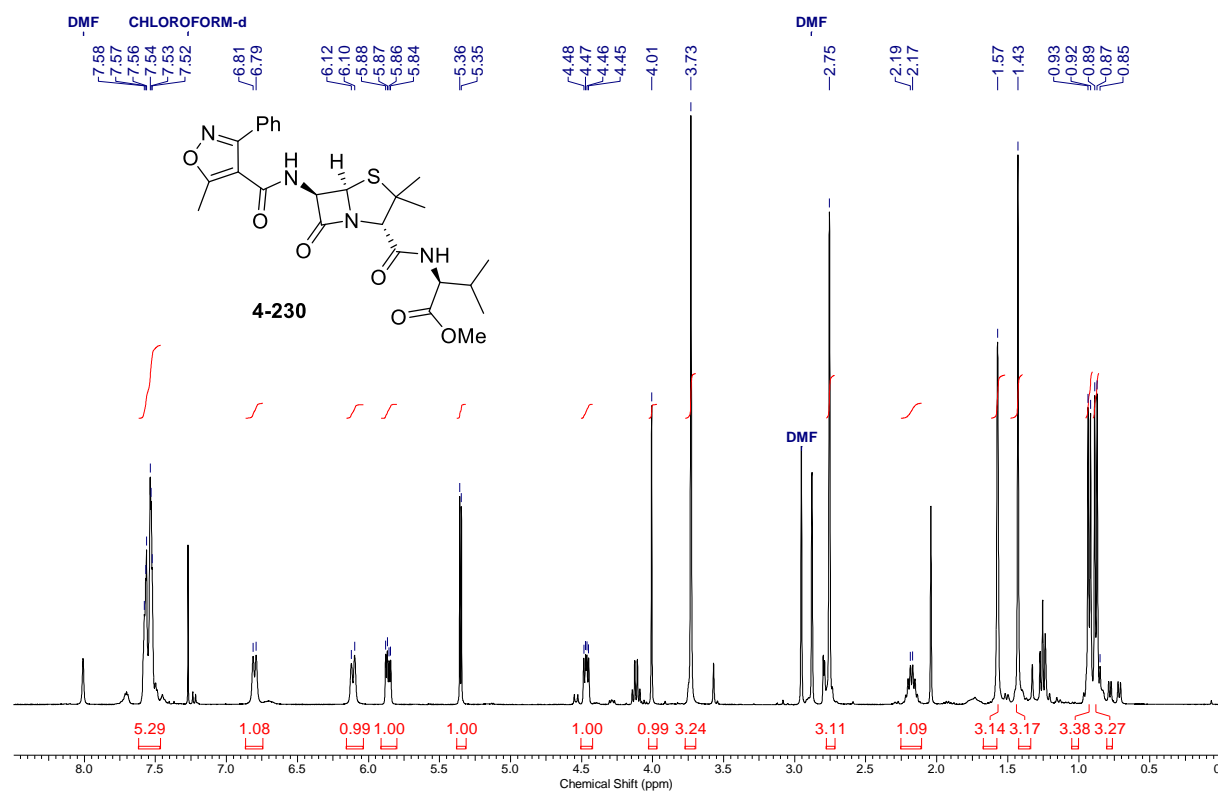 DMF CHLOROFORM-d DMF
7.58 7.57 7.56 7.54 7.53 7.52 6.81 6.79 6.12 6.10 5.88 5.87 5.86 5.84 5.36 5.35 4.48 4.47 4.46 4.45 4.01 3.73 2.75 2.19 2.17 1.57 1.43 0.93 0.92 0.89 0.87 0.85
Ph
N
O
H
N
H
S
O
N
O
O
NH
O
OMe
4-230
DMF
5.29 1.08 0.99 1.00 1.00 1.00 0.99 3.24 3.11 1.09 3.14 3.17 3.38 3.27
8.0 7.5 7.0 6.5 6.0 5.5 5.0 4.5 4.0 3.5 3.0 2.5 2.0 1.5 1.0 0.5 0
Chemical Shift (ppm)